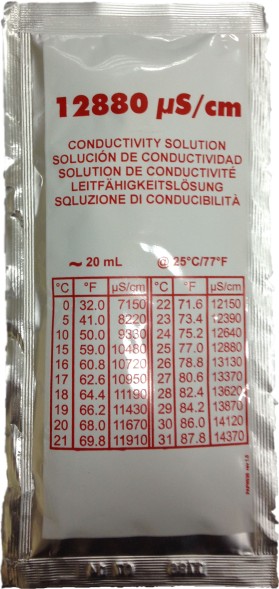 12880 µS/cm
CONDUCTIVITY SOLUTION
SOLUCIÓN DE CONDUCTIVIDAD
SOLUTION DE CONDUCTIVITÉ
LEITFÄHIGKEITSLÖSUNG
SOLUZIONE DI CONDUCIBILITÀ
~ 20 mL @ 25°C/77°F
°C °F µS/cm °C °F µS/cm
0 32.0 7150 22 71.6 12150
5 41.0 8220 23 73.4 12390
10 50.0 9330 24 75.2 12640
15 59.0 10480 25 77.0 12880
16 60.8 10720 26 78.8 13130
17 62.6 10950 27 80.6 13370
18 64.4 11190 28 82.4 13620
19 66.2 11430 29 84.2 13870
20 68.0 11670 30 86.0 14120
21 69.8 11910 31 87.8 14370